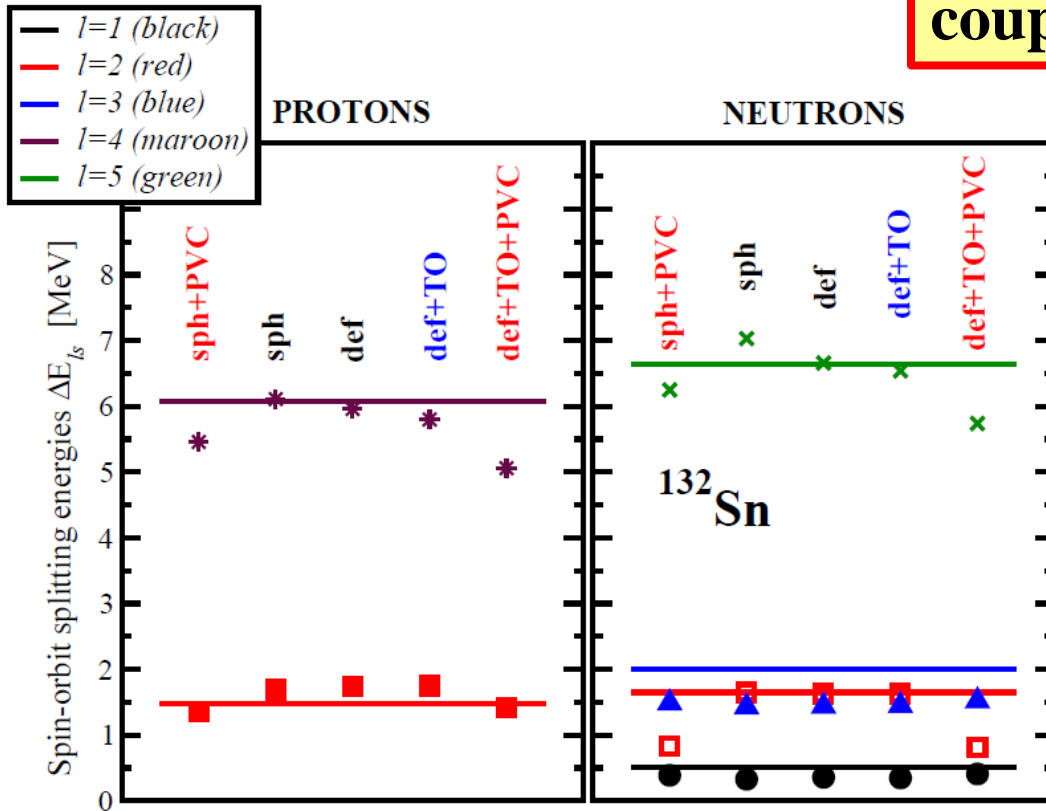 coup
l=1 (black)
l=2 (red)
l=3 (blue)
l=4 (maroon)
l=5 (green)
PROTONS
NEUTRONS
sph+PVC
sph
def
def+TO
def+TO+PVC
sph+PVC
sph
def
def+TO
def+TO+PVC
Spin-orbit splitting energies ΔE_ls [MeV]
8
7
6
5
4
3
2
1
0
¹³²Sn